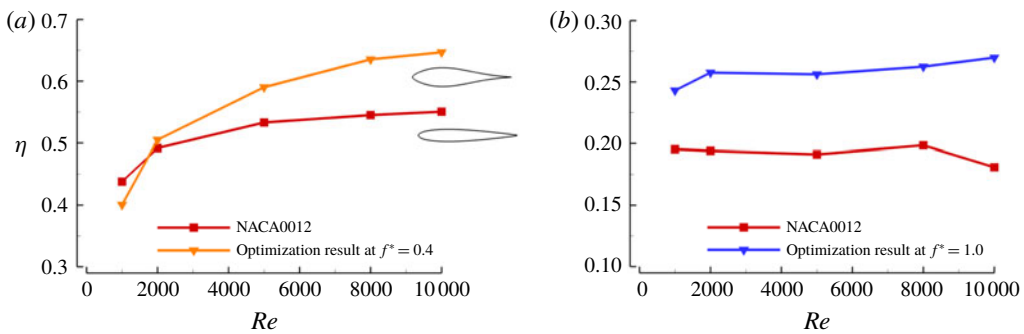 (a)
0.7
0.6
0.5
0.4
0.3
η
NACA0012
Optimization result at f* = 0.4
0 2000 4000 6000 8000 10 000
Re
(b)
0.30
0.25
0.20
0.15
0.10
NACA0012
Optimization result at f* = 1.0
0 2000 4000 6000 8000 10 000
Re